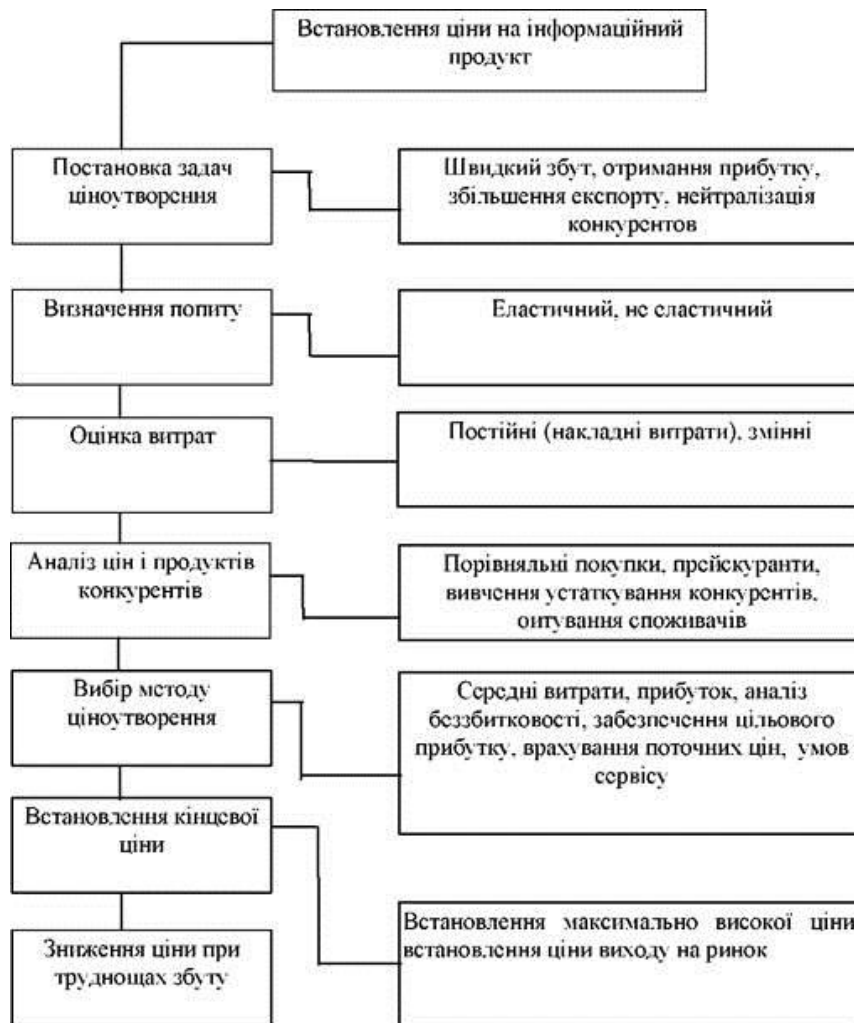 Встановлення ціни на інформаційний
продукт
Постановка задач
ціноутворення
Швидкий збут, отримання прибутку,
збільшення експорту, нейтралізація
конкурентов
Визначення попиту
Еластичний, не еластичний
Оцінка витрат
Постійні (накладні витрати), змінні
Аналіз цін і продуктів
конкурентів
Порівняльні покупки, прейскуранти,
вивчення устаткування конкурентів,
оитування споживачів
Вибір методу
ціноутворення
Середні витрати, прибуток, аналіз
беззбитковості, забезпечення цільового
прибутку, врахування поточних цін, умов
сервісу
Встановлення кінцевої
ціни
Встановлення максимально високої ціни
встановлення ціни виходу на ринок
Зниження ціни при
труднощах збуту